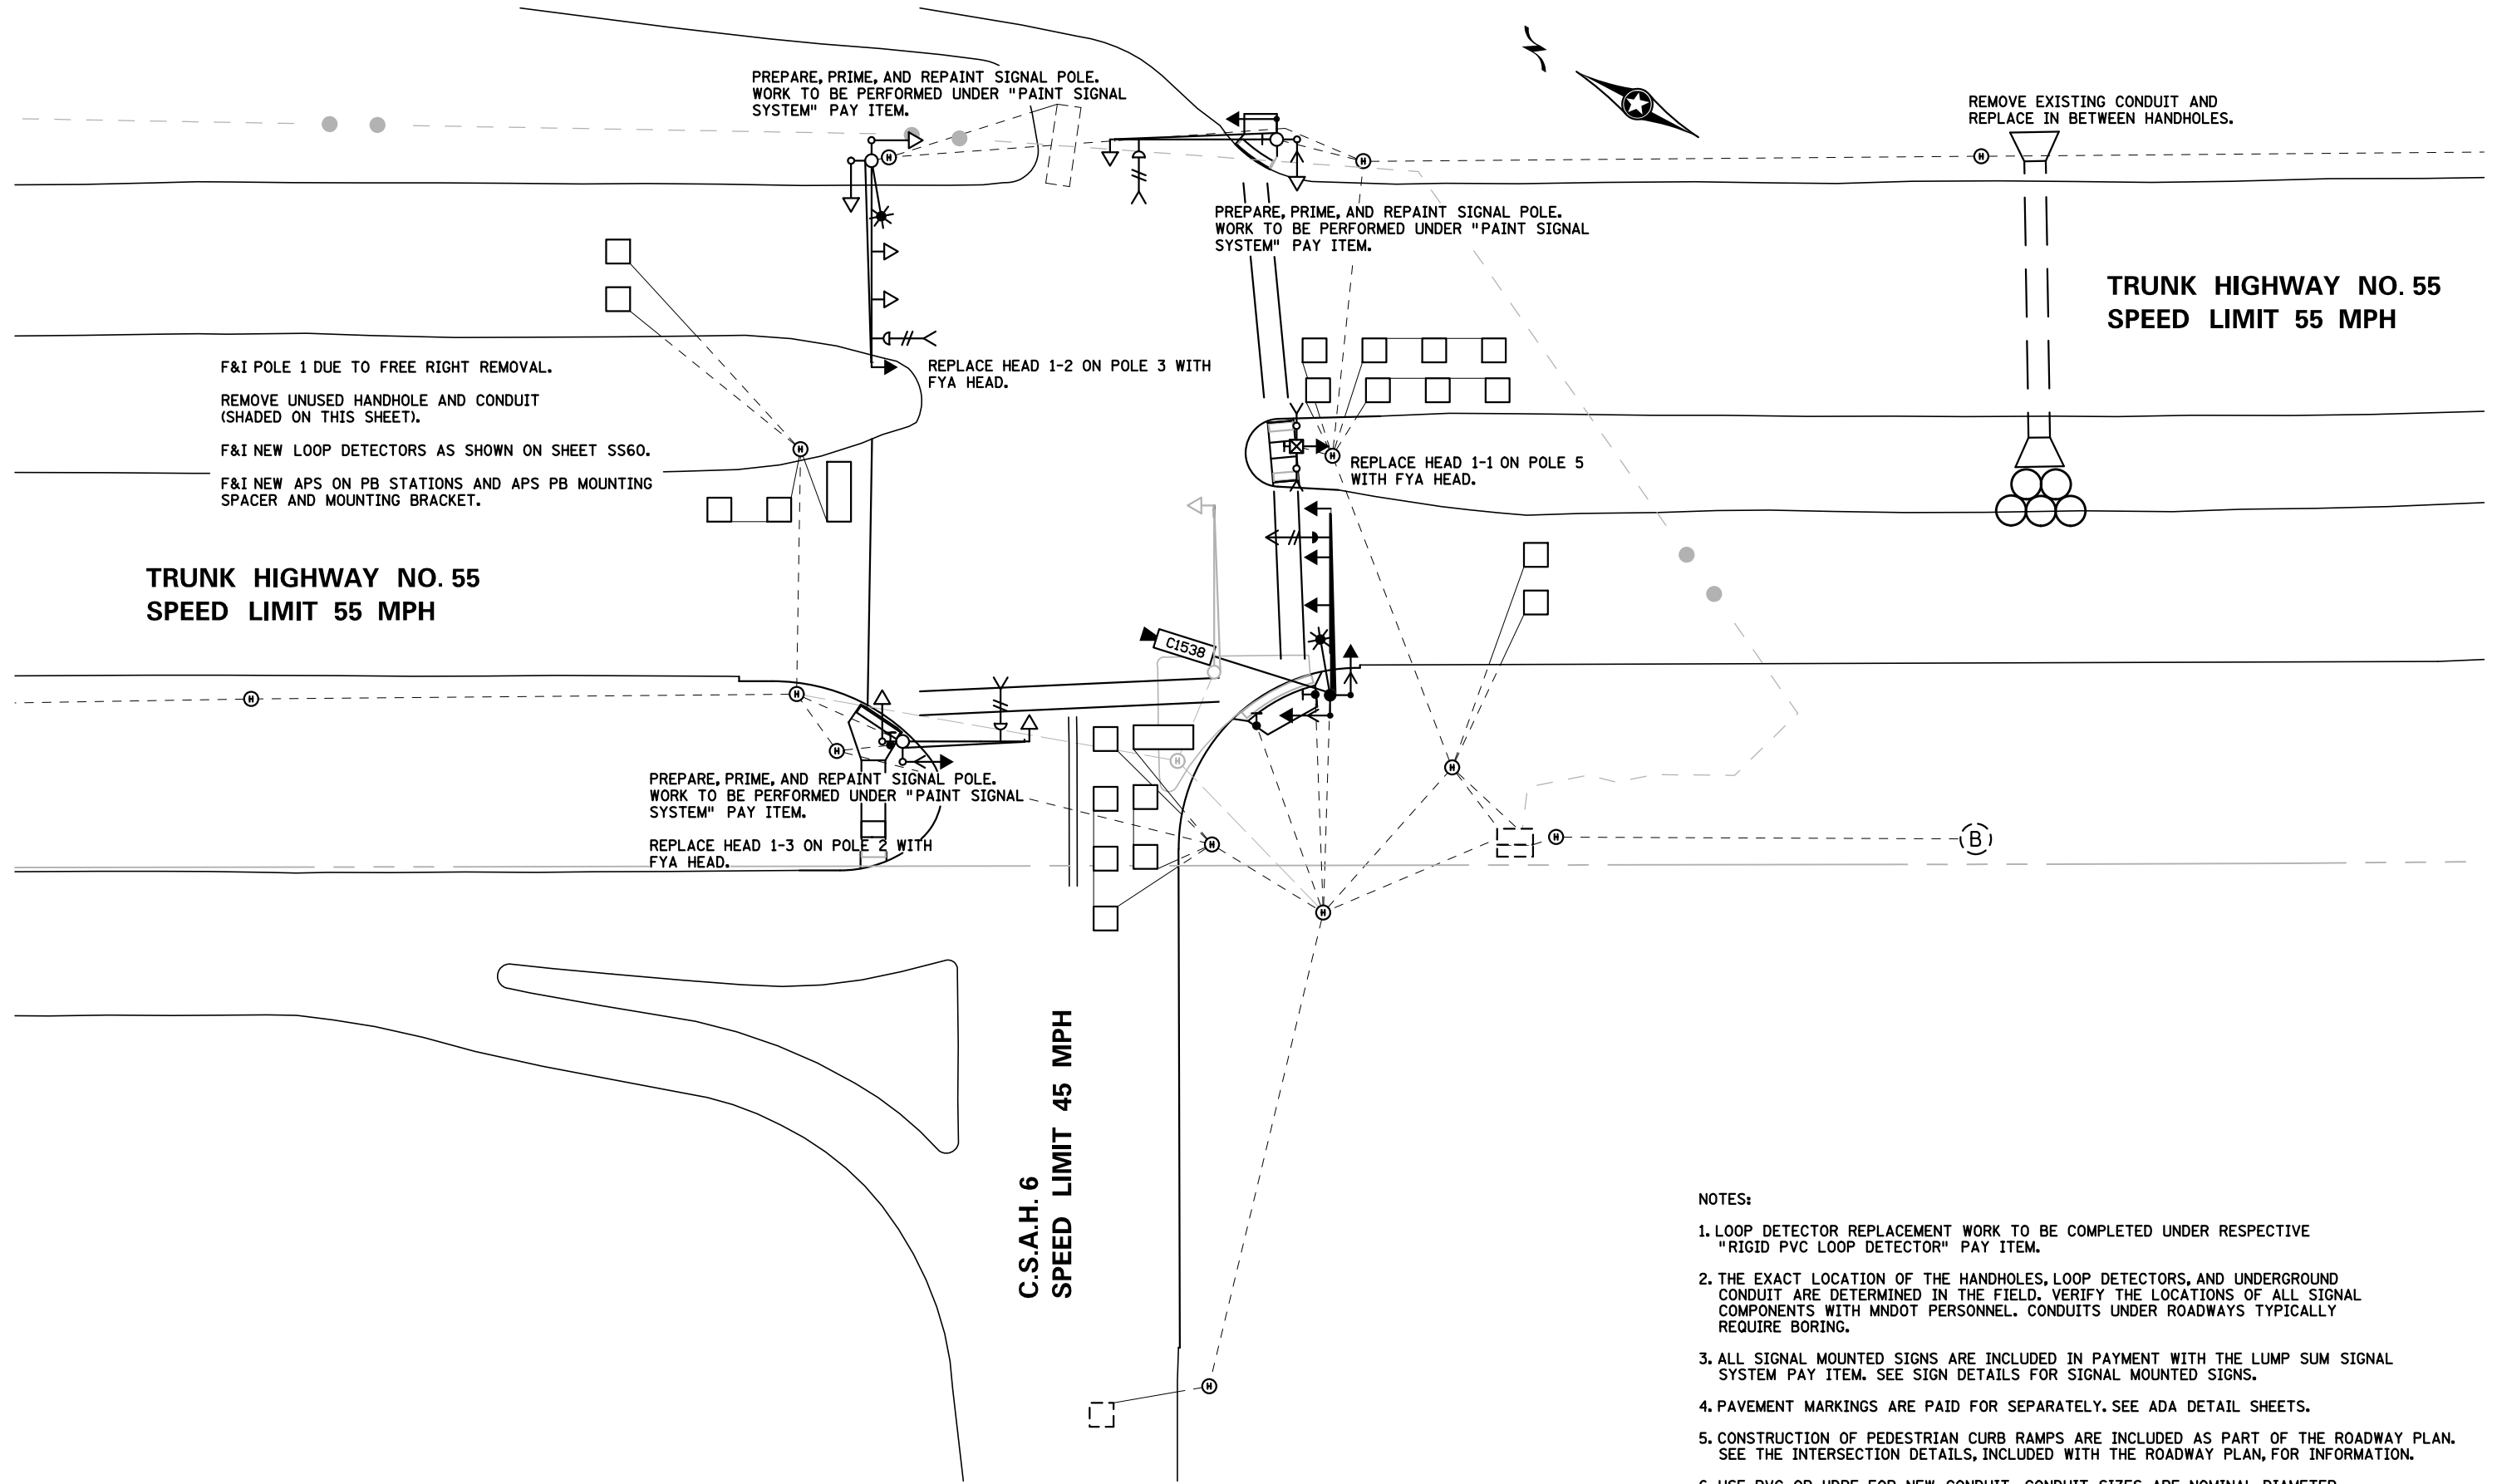 PREPARE, PRIME, AND REPAINT SIGNAL POLE.
WORK TO BE PERFORMED UNDER "PAINT SIGNAL
SYSTEM" PAY ITEM.
REMOVE EXISTING CONDUIT AND
REPLACE IN BETWEEN HANDHOLES.
H
H
H
PREPARE, PRIME, AND REPAINT SIGNAL POLE.
WORK TO BE PERFORMED UNDER "PAINT SIGNAL
SYSTEM" PAY ITEM.
TRUNK HIGHWAY NO. 55
SPEED LIMIT 55 MPH
F&I POLE 1 DUE TO FREE RIGHT REMOVAL.
REMOVE UNUSED HANDHOLE AND CONDUIT
(SHADED ON THIS SHEET).
F&I NEW LOOP DETECTORS AS SHOWN ON SHEET SS60.
F&I NEW APS ON PB STATIONS AND APS PB MOUNTING
SPACER AND MOUNTING BRACKET.
REPLACE HEAD 1-2 ON POLE 3 WITH
FYA HEAD.
H
H
REPLACE HEAD 1-1 ON POLE 5
WITH FYA HEAD.
TRUNK HIGHWAY NO. 55
SPEED LIMIT 55 MPH
C1538
H
H
H
H
H
PREPARE, PRIME, AND REPAINT SIGNAL POLE.
WORK TO BE PERFORMED UNDER "PAINT SIGNAL
SYSTEM" PAY ITEM.
REPLACE HEAD 1-3 ON POLE 2 WITH
FYA HEAD.
H
H
B
H
C.S.A.H. 6
SPEED LIMIT 45 MPH
H
NOTES:
1. LOOP DETECTOR REPLACEMENT WORK TO BE COMPLETED UNDER RESPECTIVE
"RIGID PVC LOOP DETECTOR" PAY ITEM.
2. THE EXACT LOCATION OF THE HANDHOLES, LOOP DETECTORS, AND UNDERGROUND
CONDUIT ARE DETERMINED IN THE FIELD. VERIFY THE LOCATIONS OF ALL SIGNAL
COMPONENTS WITH MNDOT PERSONNEL. CONDUITS UNDER ROADWAYS TYPICALLY
REQUIRE BORING.
3. ALL SIGNAL MOUNTED SIGNS ARE INCLUDED IN PAYMENT WITH THE LUMP SUM SIGNAL
SYSTEM PAY ITEM. SEE SIGN DETAILS FOR SIGNAL MOUNTED SIGNS.
4. PAVEMENT MARKINGS ARE PAID FOR SEPARATELY. SEE ADA DETAIL SHEETS.
5. CONSTRUCTION OF PEDESTRIAN CURB RAMPS ARE INCLUDED AS PART OF THE ROADWAY PLAN.
SEE THE INTERSECTION DETAILS, INCLUDED WITH THE ROADWAY PLAN, FOR INFORMATION.